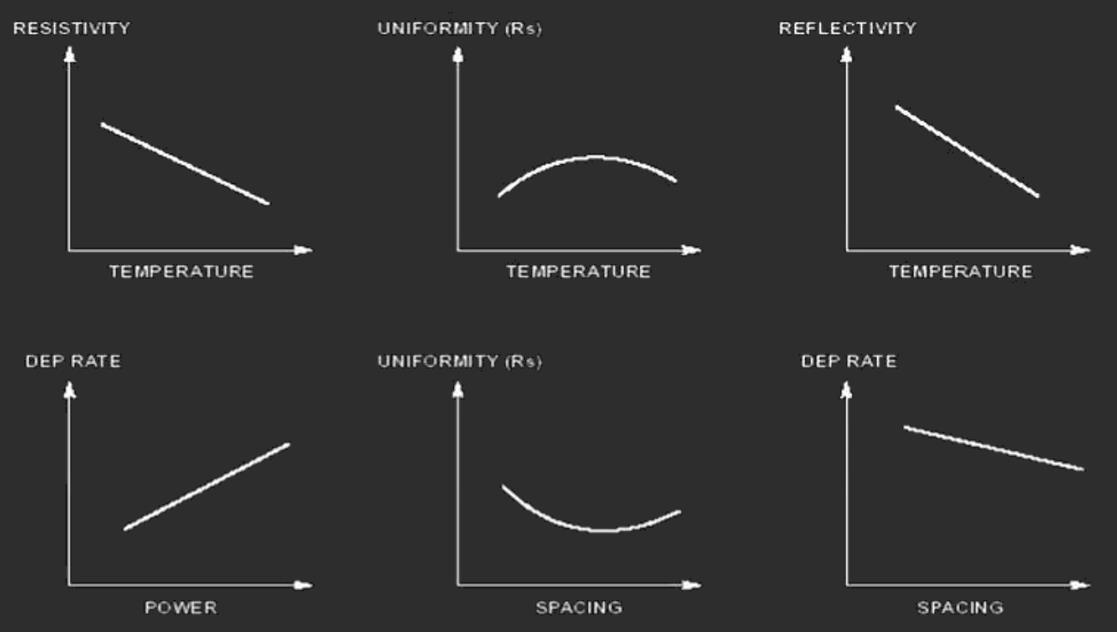 RESISTIVITY
UNIFORMITY (Rs)
REFLECTIVITY
TEMPERATURE
TEMPERATURE
TEMPERATURE
DEP RATE
UNIFORMITY (Rs)
DEP RATE
POWER
SPACING
SPACING